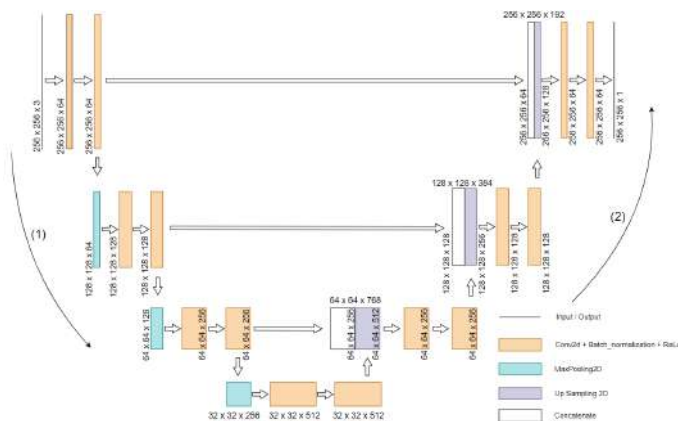 256 x 256 x 3
256 x 256 x 64
256 x 256 x 64
256 x 256 x 192
256 x 256 x 64
256 x 256 x 128
256 x 256 x 64
256 x 256 x 64
256 x 256 x 1
(1)
128 x 128 x 64
128 x 128 x 128
128 x 128 x 128
128 x 128 x 384
128 x 128 x 128
128 x 128 x 256
128 x 128 x 128
128 x 128 x 128
(2)
64 x 64 x 128
64 x 64 x 256
64 x 64 x 256
64 x 64 x 768
64 x 64 x 256
64 x 64 x 512
64 x 64 x 256
64 x 64 x 256
32 x 32 x 256
32 x 32 x 512
32 x 32 x 512
Input / Output
Conv2d + Batch_normalization + ReLu
MaxPooling2D
Up Sampling 2D
Concatenate